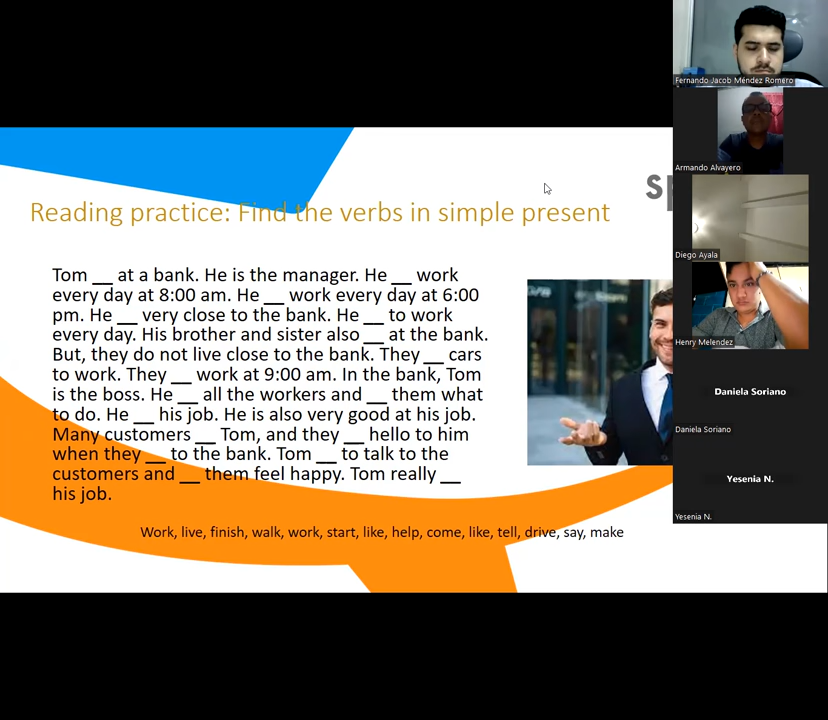 Reading practice: Find the verbs in simple present
Tom __ at a bank. He is the manager. He __ work
every day at 8:00 am. He __ work every day at 6:00
pm. He __ very close to the bank. He __ to work
every day. His brother and sister also __ at the bank.
But, they do not live close to the bank. They __ cars
to work. They __ work at 9:00 am. In the bank, Tom
is the boss. He __ all the workers and __ them what
to do. He __ his job. He is also very good at his job.
Many customers __ Tom, and they __ hello to him
when they __ to the bank. Tom __ to talk to the
customers and __ them feel happy. Tom really __
his job.
Work, live, finish, walk, work, start, like, help, come, like, tell, drive, say, make
Fernando Jacob Méndez Romero
Armando Alvayero
Diego Ayala
Henry Melendez
Daniela Soriano
Daniela Soriano
Yesenia N.
Yesenia N.